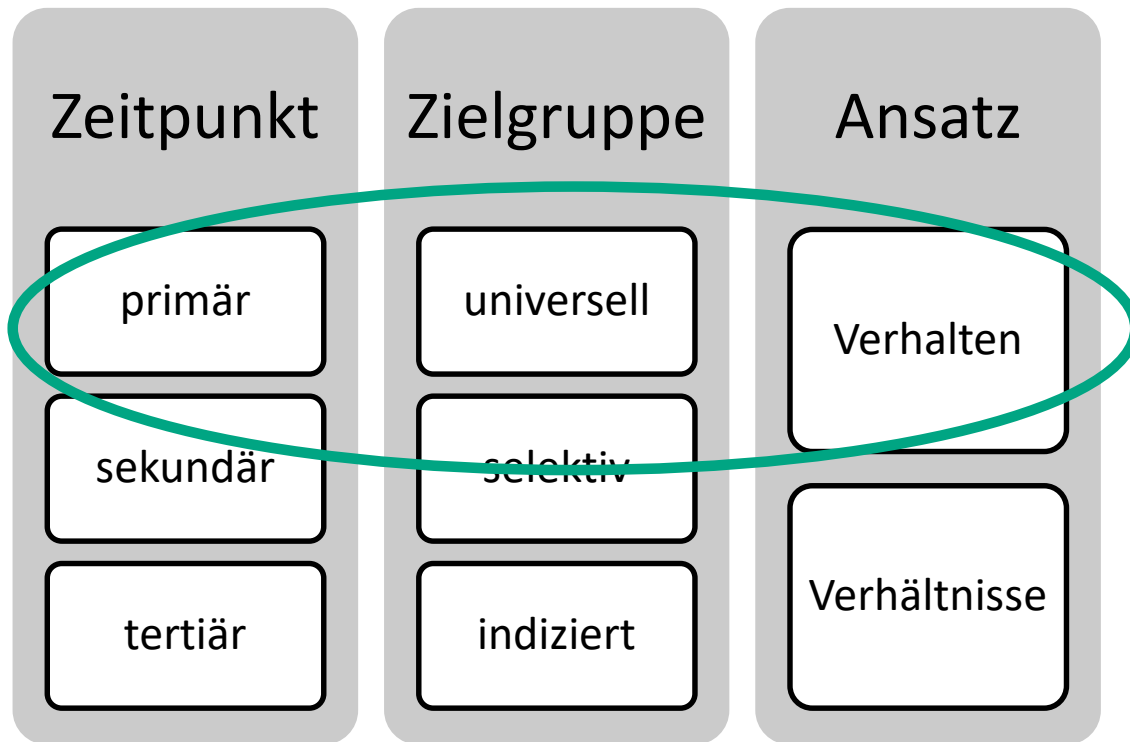 Zeitpunkt
primär
sekundär
tertiär
Zielgruppe
universell
selektiv
indiziert
Ansatz
Verhalten
Verhältnisse